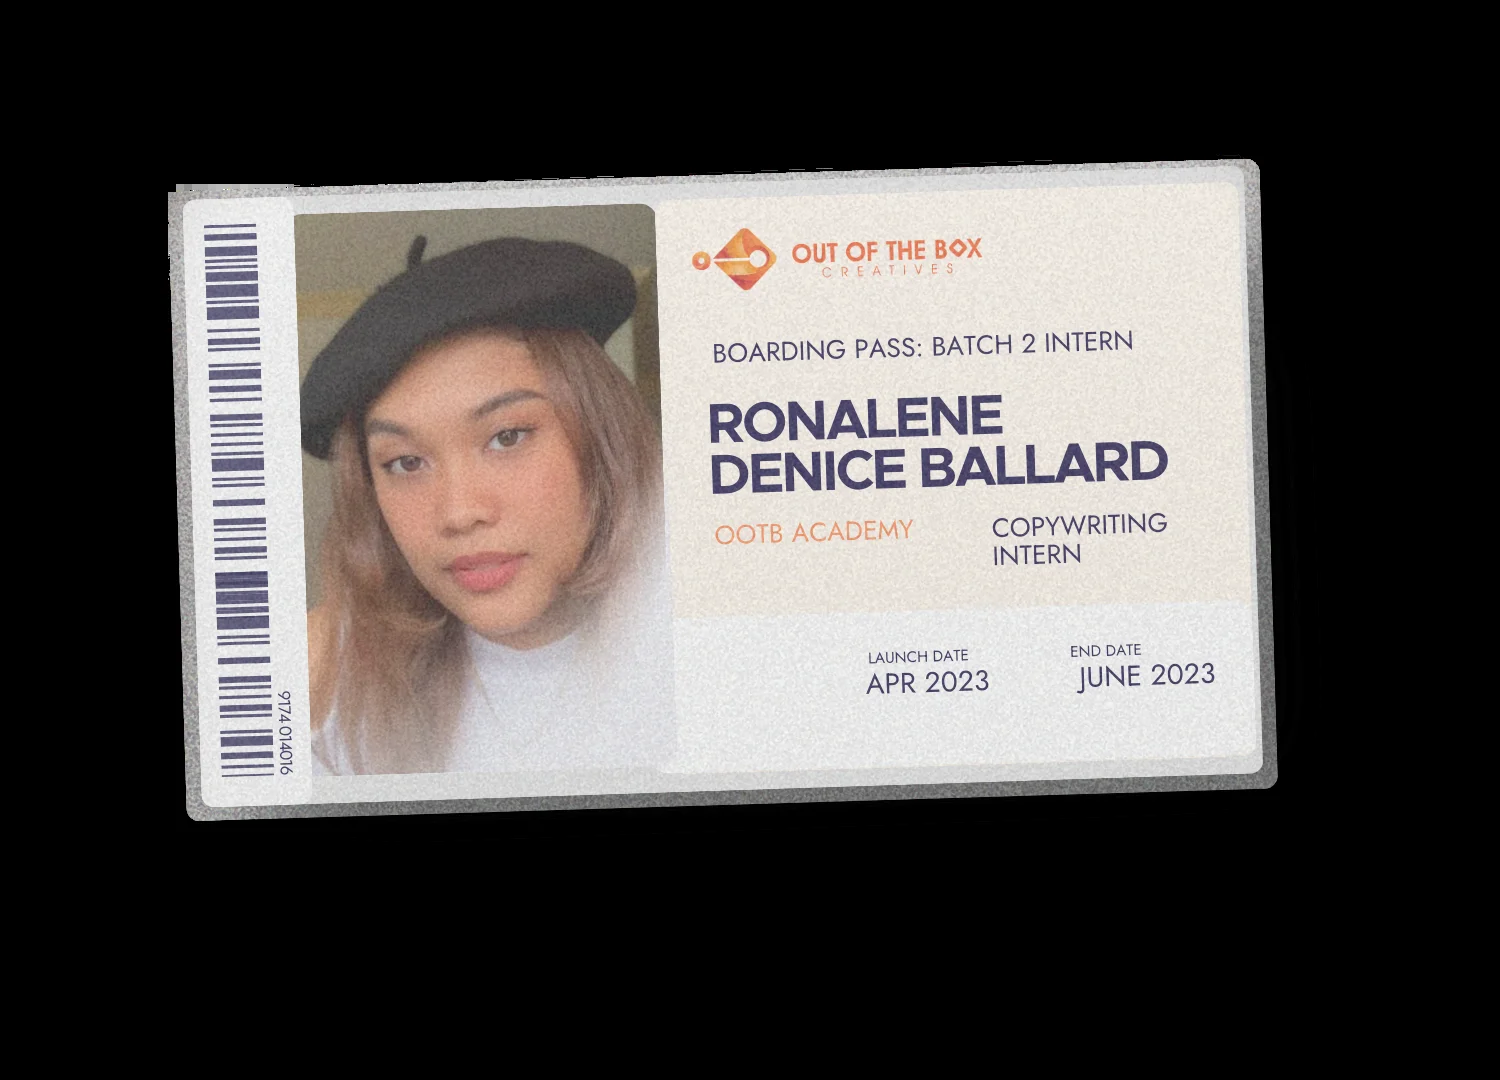 OUT OF THE BOX
CREATIVES
BOARDING PASS: BATCH 2 INTERN
RONALENE
DENICE BALLARD
OOTB ACADEMY
COPYWRITING
INTERN
LAUNCH DATE
APR 2023
END DATE
JUNE 2023
9174 014016